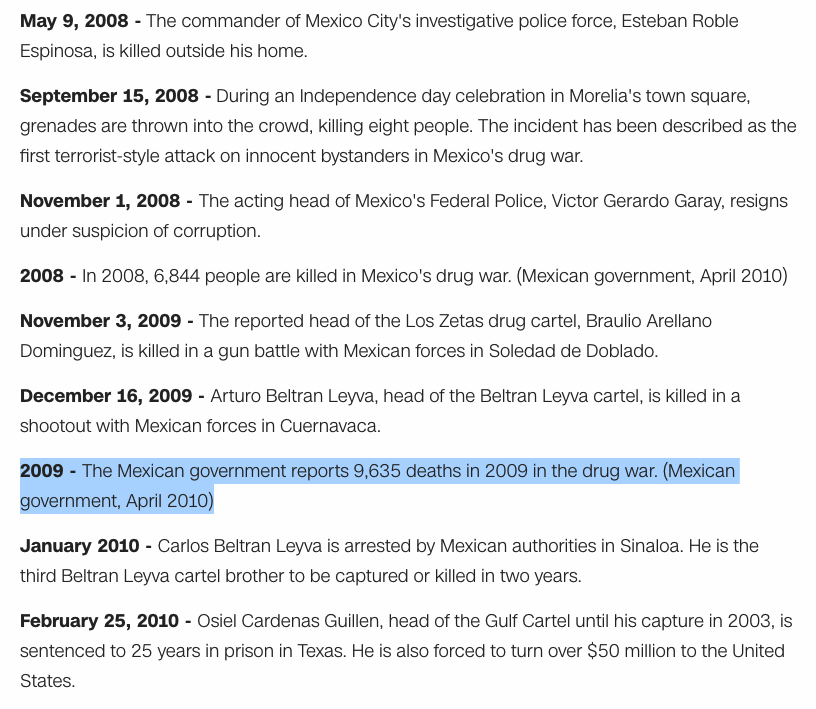 May 9, 2008 - The commander of Mexico City's investigative police force, Esteban Roble
Espinosa, is killed outside his home.
September 15, 2008 - During an Independence day celebration in Morelia's town square,
grenades are thrown into the crowd, killing eight people. The incident has been described as the
first terrorist-style attack on innocent bystanders in Mexico's drug war.
November 1, 2008 - The acting head of Mexico's Federal Police, Victor Gerardo Garay, resigns
under suspicion of corruption.
2008 - In 2008, 6,844 people are killed in Mexico's drug war. (Mexican government, April 2010)
November 3, 2009 - The reported head of the Los Zetas drug cartel, Braulio Arellano
Dominguez, is killed in a gun battle with Mexican forces in Soledad de Doblado.
December 16, 2009 - Arturo Beltran Leyva, head of the Beltran Leyva cartel, is killed in a
shootout with Mexican forces in Cuernavaca.
2009 - The Mexican government reports 9,635 deaths in 2009 in the drug war. (Mexican
government, April 2010)
January 2010 - Carlos Beltran Leyva is arrested by Mexican authorities in Sinaloa. He is the
third Beltran Leyva cartel brother to be captured or killed in two years.
February 25, 2010 - Osiel Cardenas Guillen, head of the Gulf Cartel until his capture in 2003, is
sentenced to 25 years in prison in Texas. He is also forced to turn over $50 million to the United
States.